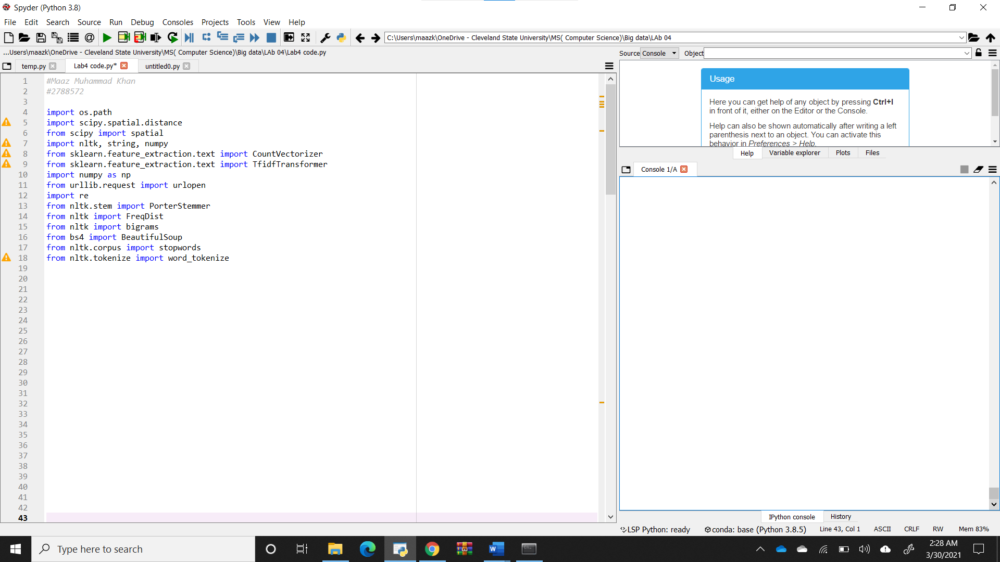 Spyder (Python 3.8)
File Edit Search Source Run Debug Consoles Projects Tools View Help
C:\Users\maazk\OneDrive - Cleveland State University\MS( Computer Science)\Big data\LAb 04
...Users\maazk\OneDrive - Cleveland State University\MS( Computer Science)\Big data\LAb 04\Lab4 code.py
temp.py Lab4 code.py* untitled0.py
1 #Maaz Muhammad Khan
2 #2788572
3
4 import os.path
5 import scipy.spatial.distance
6 from scipy import spatial
7 import nltk, string, numpy
8 from sklearn.feature_extraction.text import CountVectorizer
9 from sklearn.feature_extraction.text import TfidfTransformer
10 import numpy as np
11 from urllib.request import urlopen
12 import re
13 from nltk.stem import PorterStemmer
14 from nltk import FreqDist
15 from nltk import bigrams
16 from bs4 import BeautifulSoup
17 from nltk.corpus import stopwords
18 from nltk.tokenize import word_tokenize
19
20
21
22
23
24
25
26
27
28
29
30
31
32
33
34
35
36
37
38
39
40
41
42
43
Source Console Object
Usage
Here you can get help of any object by pressing Ctrl+I
in front of it, either on the Editor or the Console.
Help can also be shown automatically after writing a left
parenthesis next to an object. You can activate this
behavior in Preferences > Help.
Help Variable explorer Plots Files
Console 1/A
IPython console History
LSP Python: ready conda: base (Python 3.8.5) Line 43, Col 1 ASCII CRLF RW Mem 83%
Type here to search
2:28 AM
3/30/2021